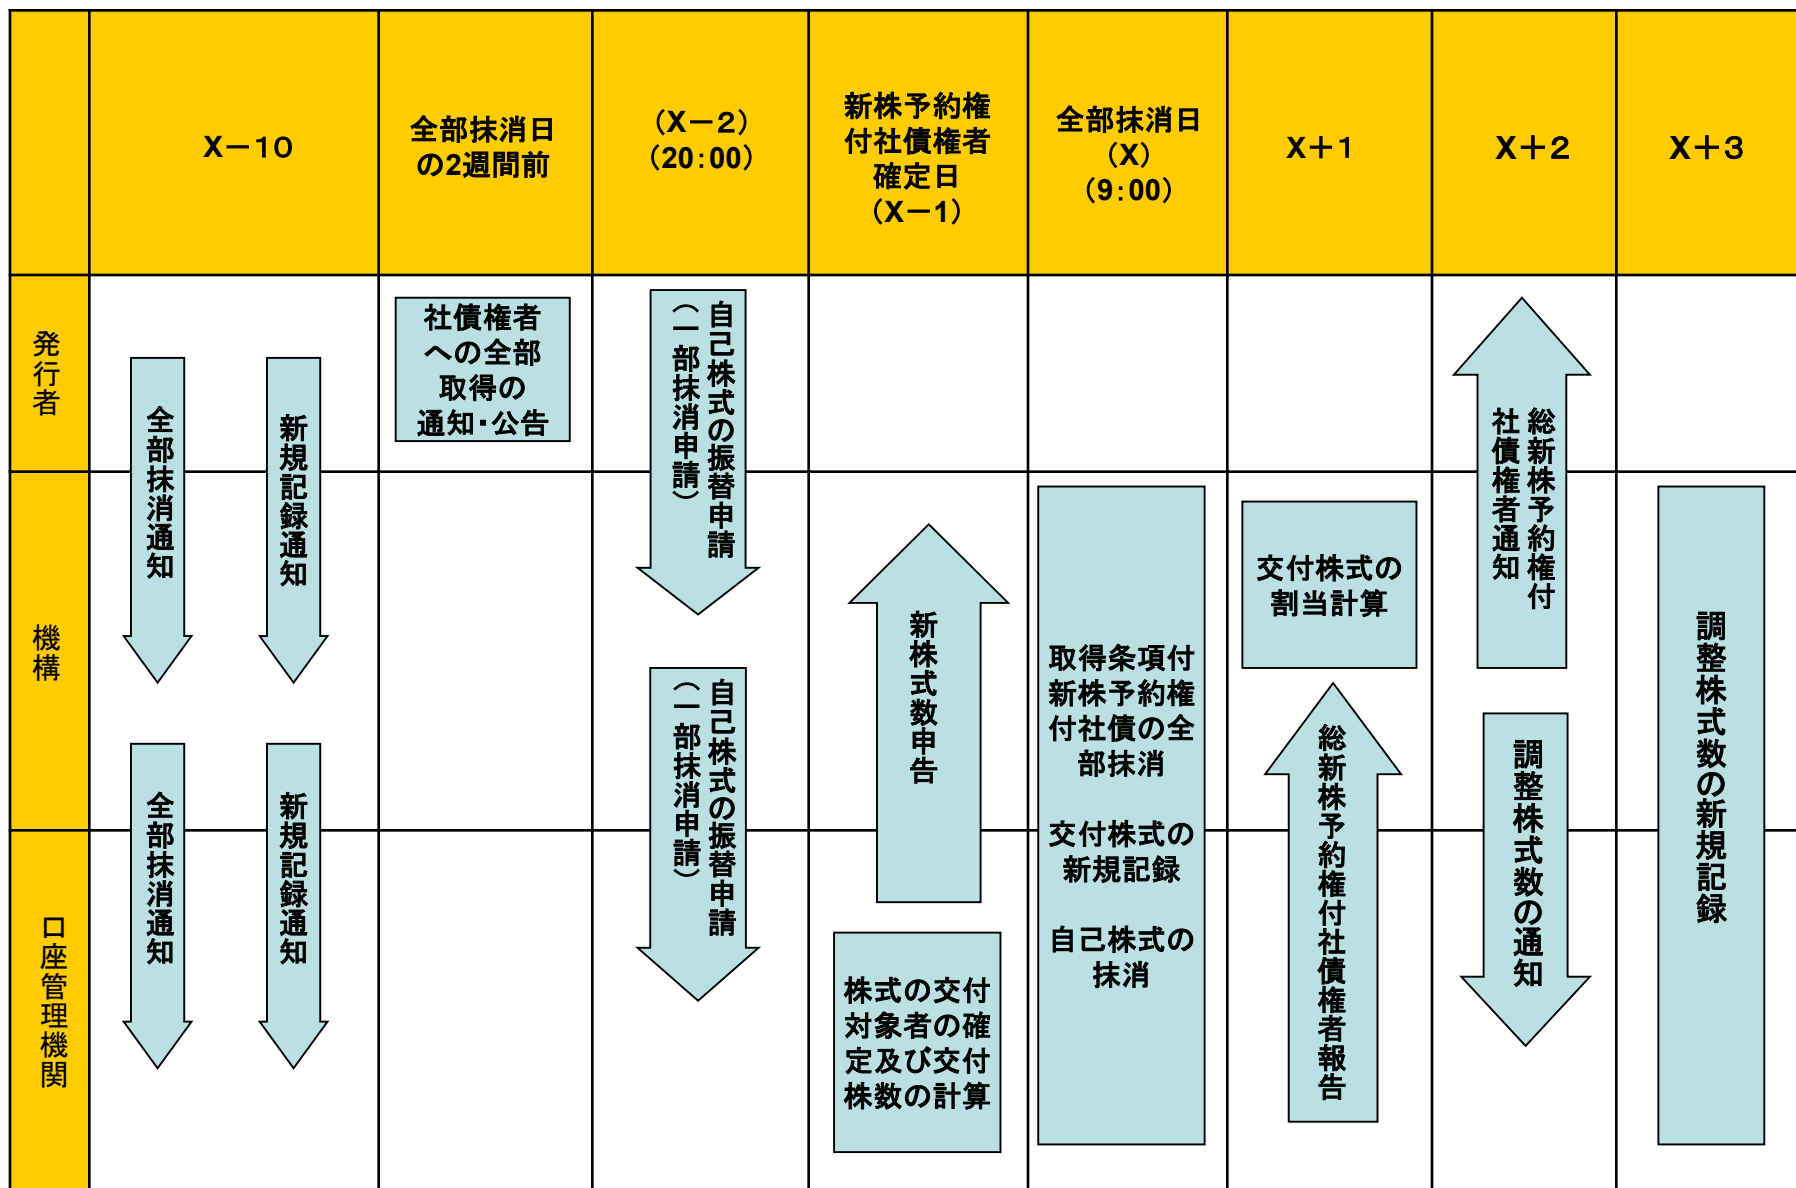 X－10
全部抹消日
の2週間前
（X－2）
（20：00）
新株予約権
付社債権者
確定日
（X－1）
全部抹消日
（X）
（9：00）
X＋1
X＋2
X＋3
発行者
機構
口座管理機関
全部抹消通知
新規記録通知
全部抹消通知
新規記録通知
社債権者
への全部
取得の
通知・公告
自己株式の振替申請
（一部抹消申請）
自己株式の振替申請
（一部抹消申請）
新株式数申告
株式の交付
対象者の確
定及び交付
株数の計算
取得条項付
新株予約権
付社債の全
部抹消
交付株式の
新規記録
自己株式の
抹消
交付株式の
割当計算
総新株予約権付社債権者報告
総新株予約権付
社債権者通知
調整株式数の通知
調整株式数の新規記録